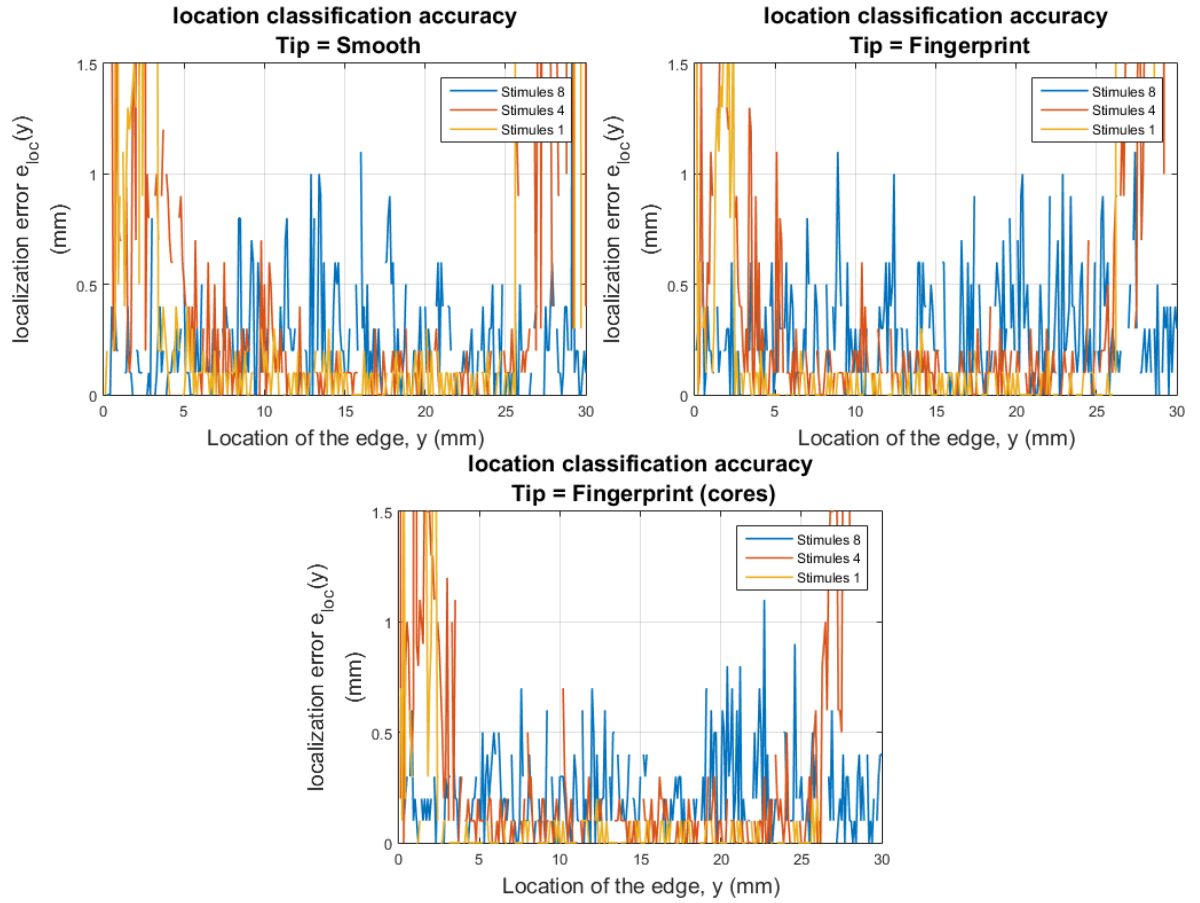 location classification accuracy
Tip = Smooth
localization error e_loc(y)
(mm)
1.5
1
0.5
0
Stimules 8
Stimules 4
Stimules 1
0 5 10 15 20 25 30
Location of the edge, y (mm)
location classification accuracy
Tip = Fingerprint
localization error e_loc(y)
(mm)
1.5
1
0.5
0
Stimules 8
Stimules 4
Stimules 1
0 5 10 15 20 25 30
Location of the edge, y (mm)
location classification accuracy
Tip = Fingerprint (cores)
localization error e_loc(y)
(mm)
1.5
1
0.5
0
Stimules 8
Stimules 4
Stimules 1
0 5 10 15 20 25 30
Location of the edge, y (mm)